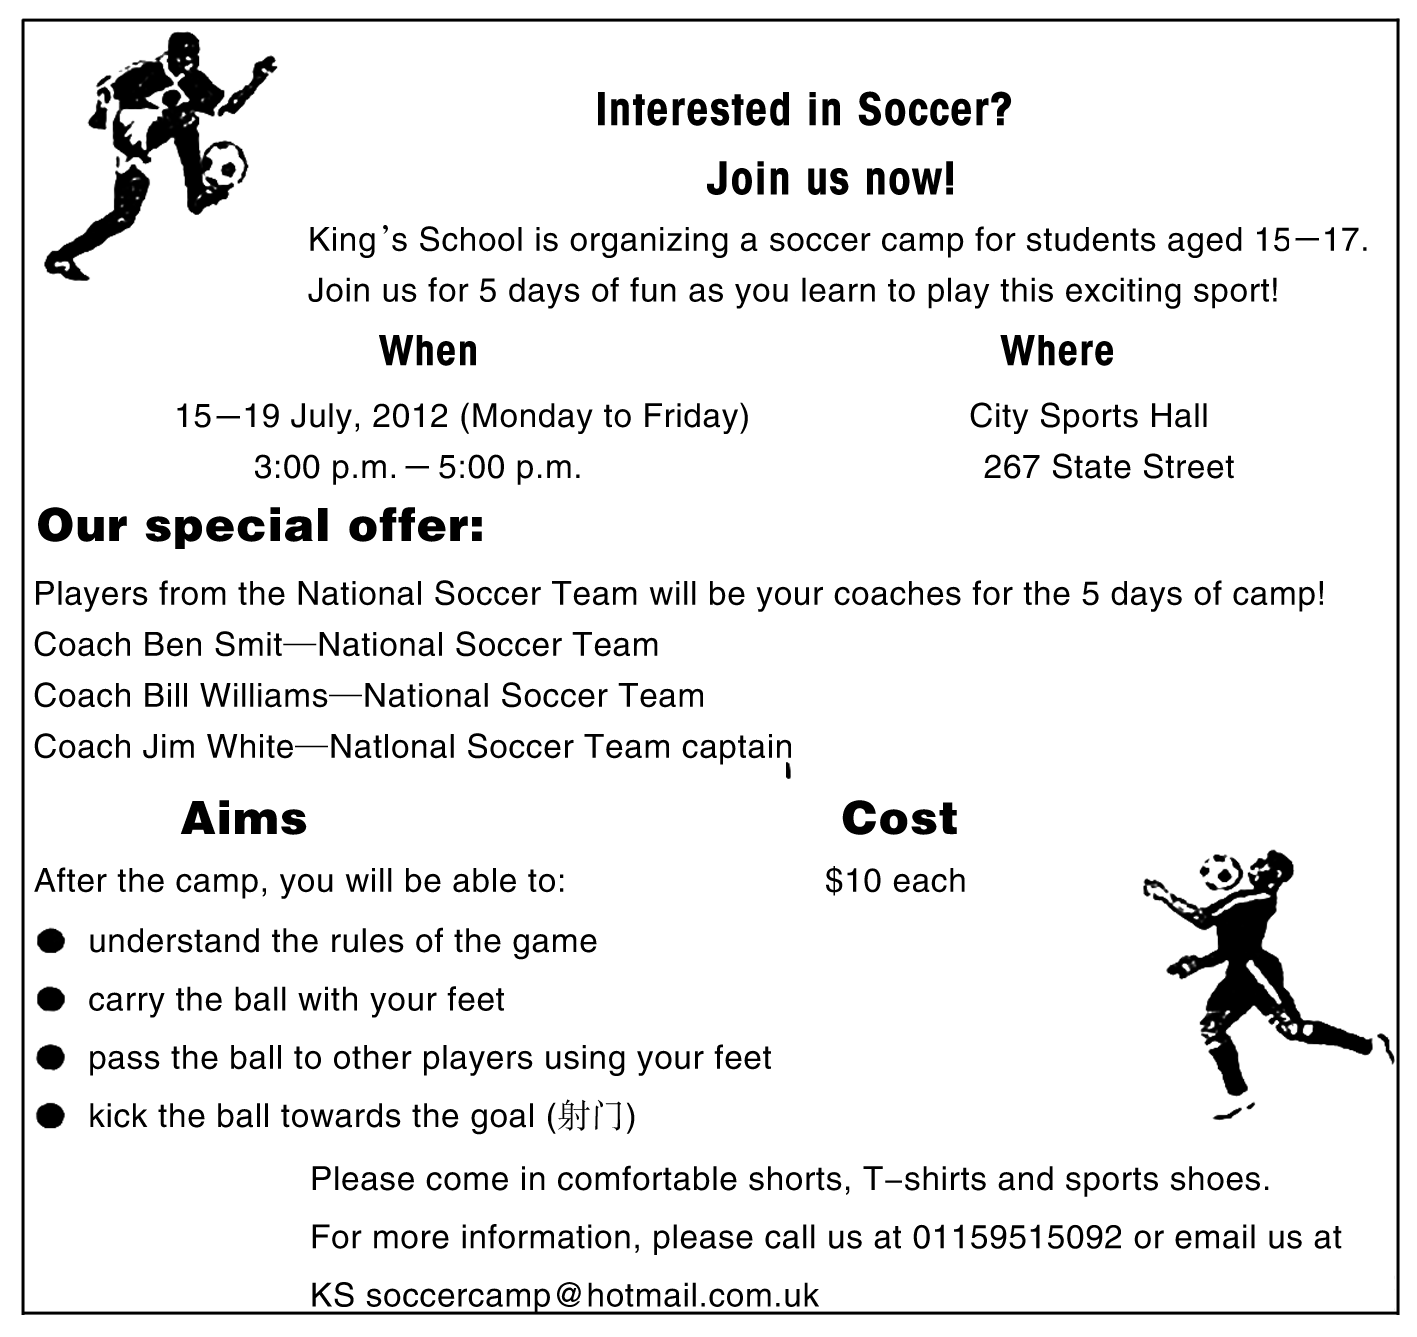 Interested in Soccer?
Join us now!
King's School is organizing a soccer camp for students aged 15—17.
Join us for 5 days of fun as you learn to play this exciting sport!
When
Where
15—19 July, 2012 (Monday to Friday)
City Sports Hall
3:00 p.m. — 5:00 p.m.
267 State Street
Our special offer:
Players from the National Soccer Team will be your coaches for the 5 days of camp!
Coach Ben Smit—National Soccer Team
Coach Bill Williams—National Soccer Team
Coach Jim White—Natlonal Soccer Team captain
Aims
Cost
After the camp, you will be able to:
$10 each
● understand the rules of the game
● carry the ball with your feet
● pass the ball to other players using your feet
● kick the ball towards the goal (射门)
Please come in comfortable shorts, T–shirts and sports shoes.
For more information, please call us at 01159515092 or email us at
KS soccercamp@hotmail.com.uk